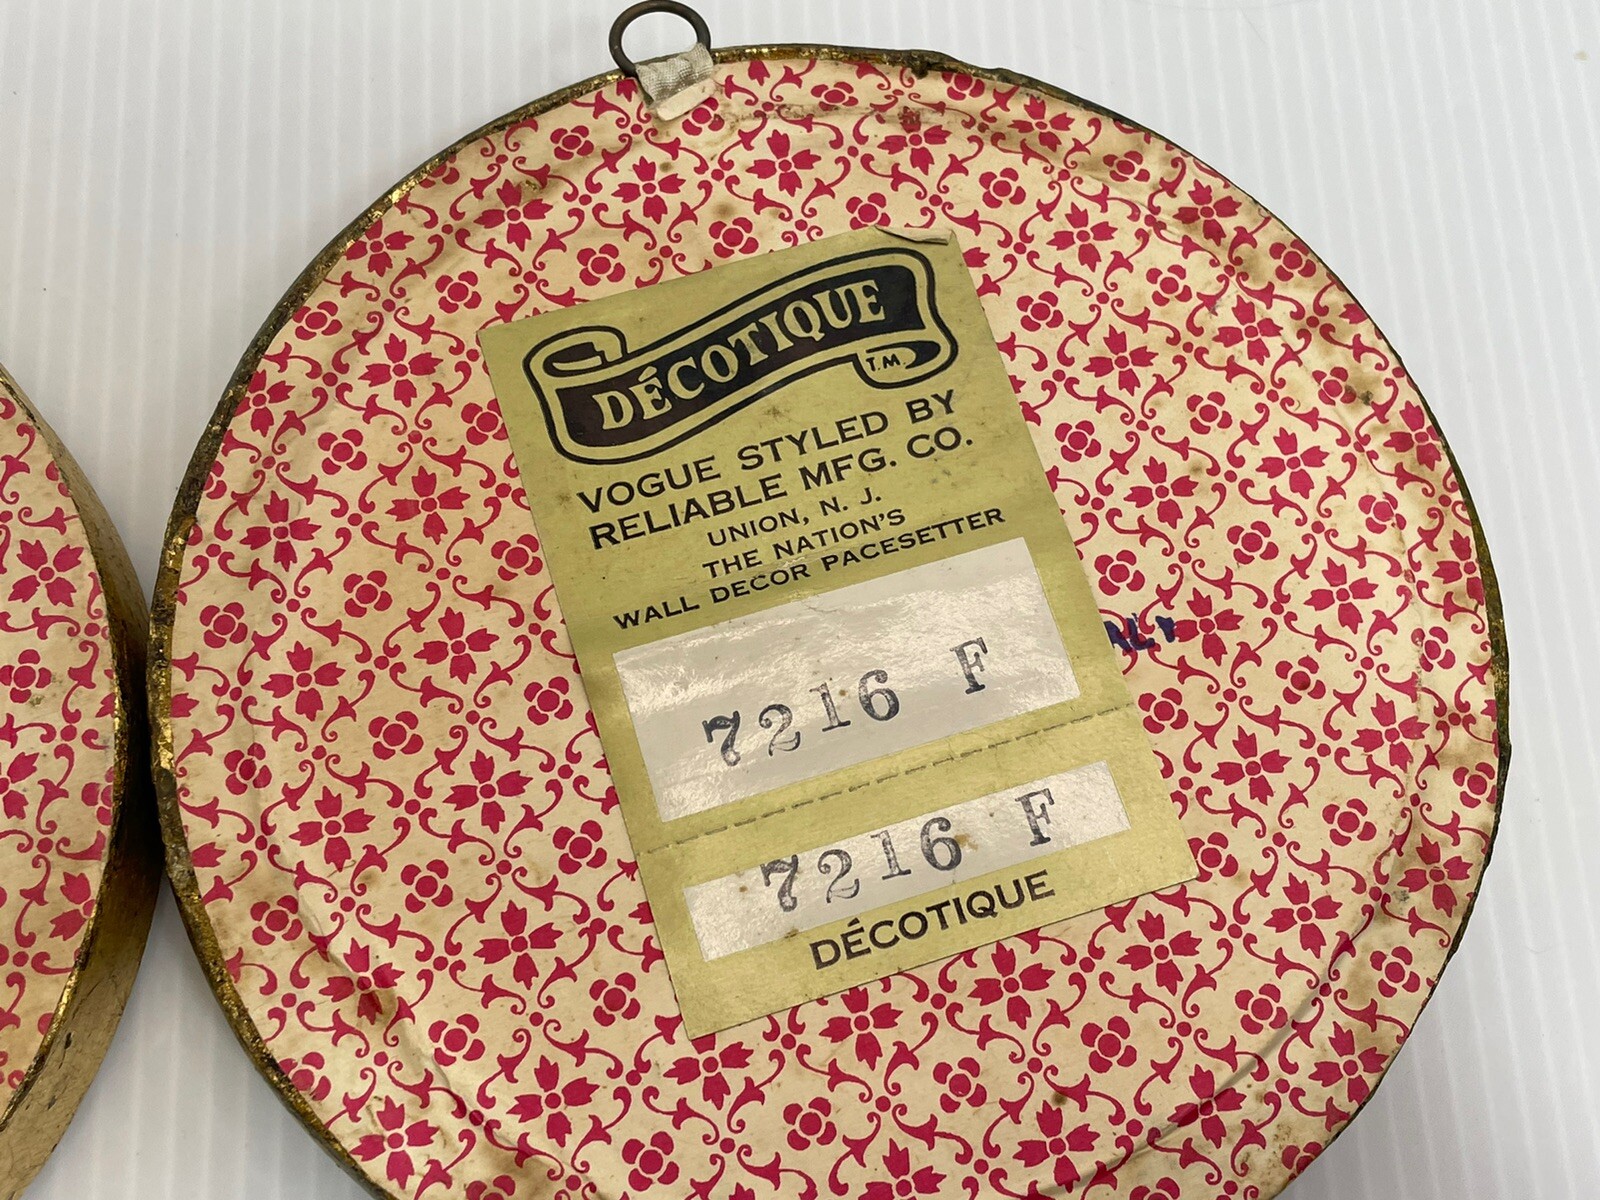 DÉCOTIQUE
T.M.
VOGUE STYLED BY
RELIABLE MFG. CO.
UNION, N. J.
THE NATION'S
WALL DECOR PACESETTER
7216 F
7216 F
DÉCOTIQUE